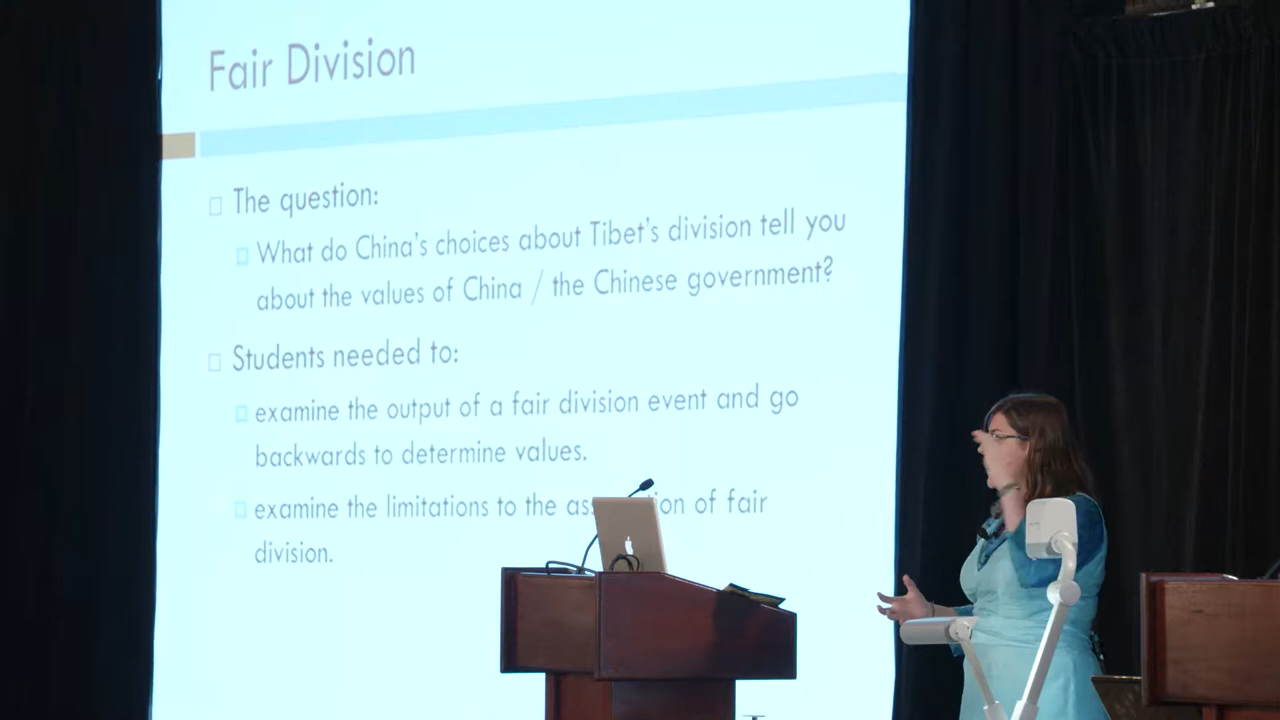 Fair Division
The question:
What do China's choices about Tibet's division tell you
about the values of China / the Chinese government?
Students needed to:
examine the output of a fair division event and go
backwards to determine values.
examine the limitations to the of fair
division.